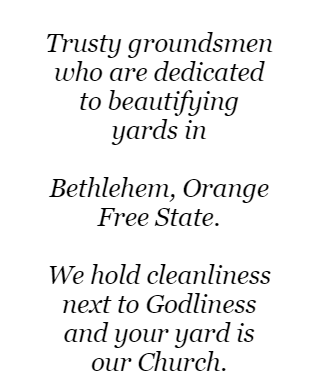 Trusty groundsmen
who are dedicated
to beautifying
yards in
Bethlehem, Orange
Free State.
We hold cleanliness
next to Godliness
and your yard is
our Church.